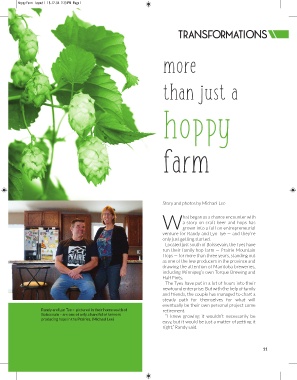 TRANSFORMATIONS
more
than just a
hoppy
farm
Story and photos by Michael Lee
What began as a chance encounter with
a story on craft beer and hops has
grown into a full on entrepreneurial
venture for Randy and Lyn Tye — and they're
only just getting started.
Located just south of Boissevain, the Tyes have
run their family hop farm — Prairie Mountain
Hops — for more than three years, standing out
as one of the few producers in the province and
drawing the attention of Manitoba breweries,
including Winnipeg's own Torque Brewing and
Half Pints.
The Tyes have put in a lot of hours into their
newfound enterprise. But with the help of family
and friends, the couple has managed to chart a
steady path for themselves for what will
eventually be their own personal project come
retirement.
"I knew growing it wouldn't necessarily be
easy, but it would be just a matter of getting it
right," Randy said.
Randy and Lyn Tye —
33